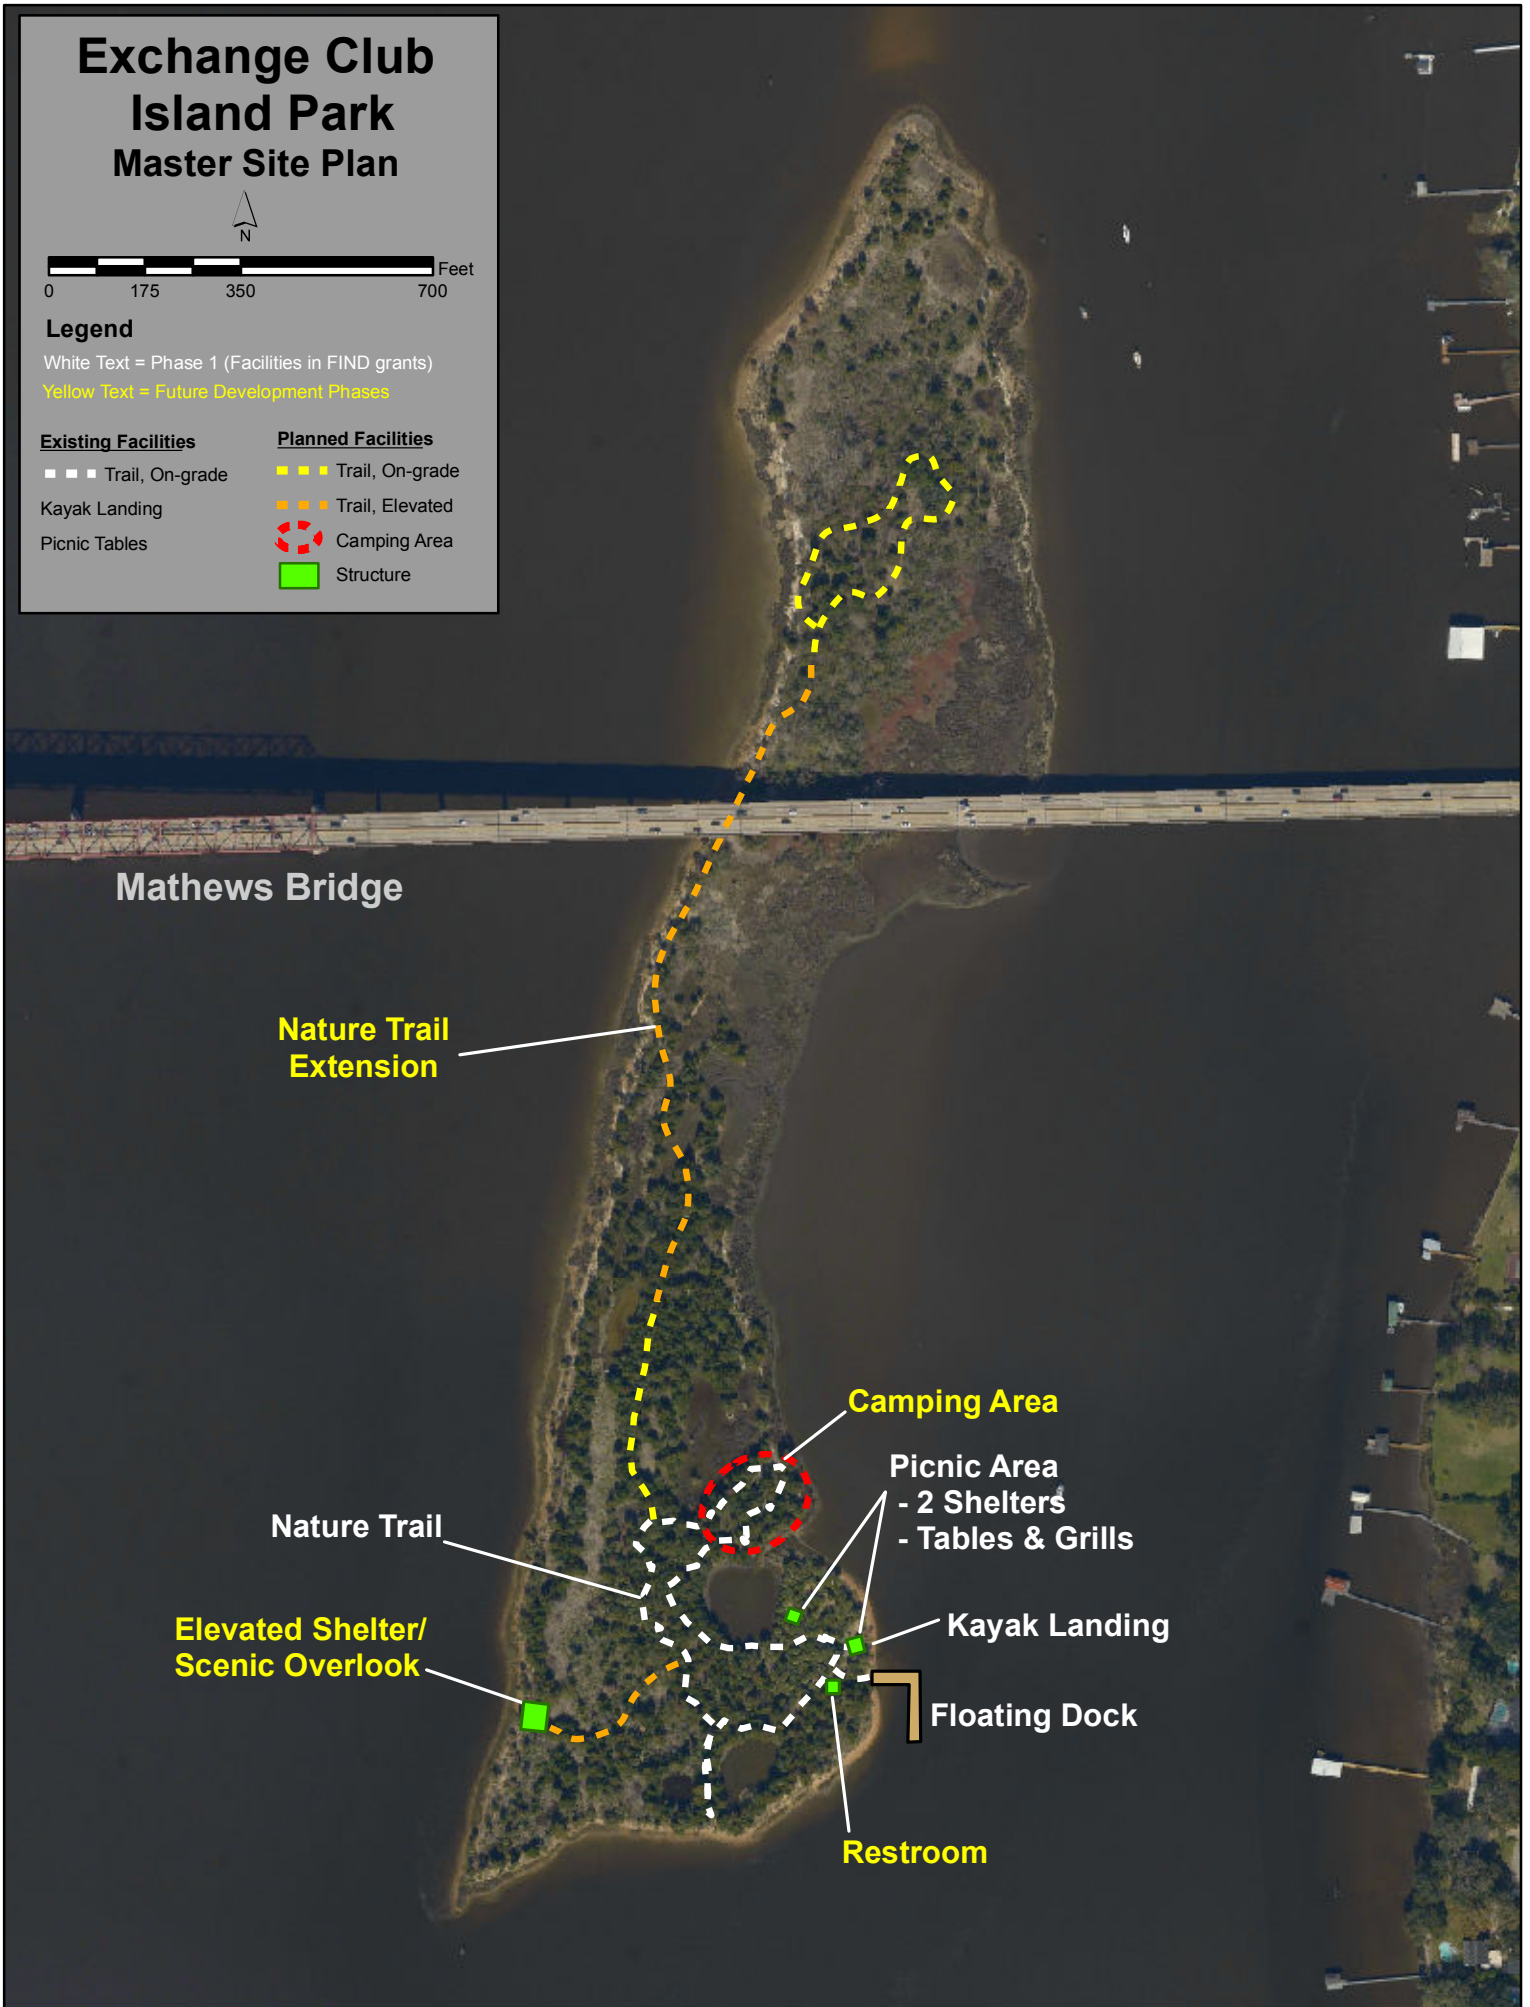 Exchange Club
Island Park
Master Site Plan
N
Feet
0 175 350 700
Legend
White Text = Phase 1 (Facilities in FIND grants)
Yellow Text = Future Development Phases
Existing Facilities
Trail, On-grade
Kayak Landing
Picnic Tables
Planned Facilities
Trail, On-grade
Trail, Elevated
Camping Area
Structure
Mathews Bridge
Nature Trail
Extension
Camping Area
Picnic Area
- 2 Shelters
- Tables & Grills
Nature Trail
Kayak Landing
Elevated Shelter/
Scenic Overlook
Floating Dock
Restroom